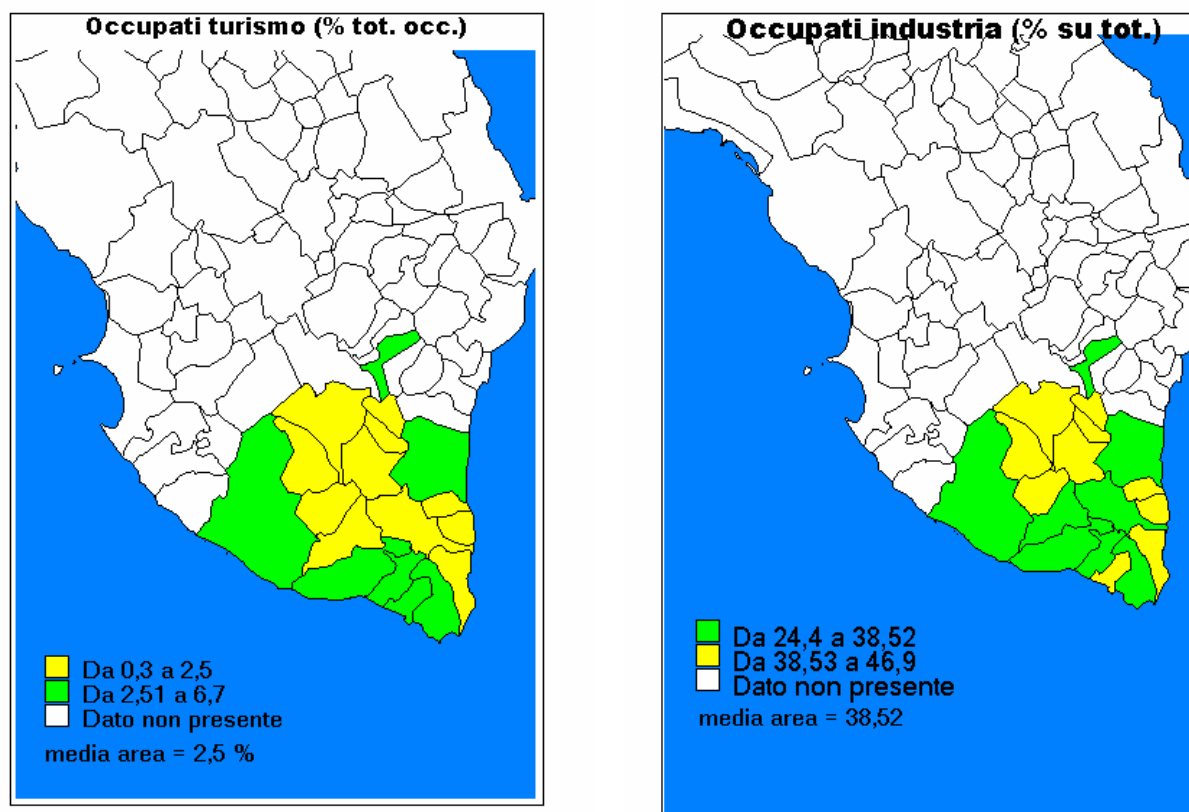 Occupati turismo (% tot. occ.)
Da 0,3 a 2,5
Da 2,51 a 6,7
Dato non presente
media area = 2,5 %
Occupati industria (% su tot.)
Da 24,4 a 38,52
Da 38,53 a 46,9
Dato non presente
media area = 38,52